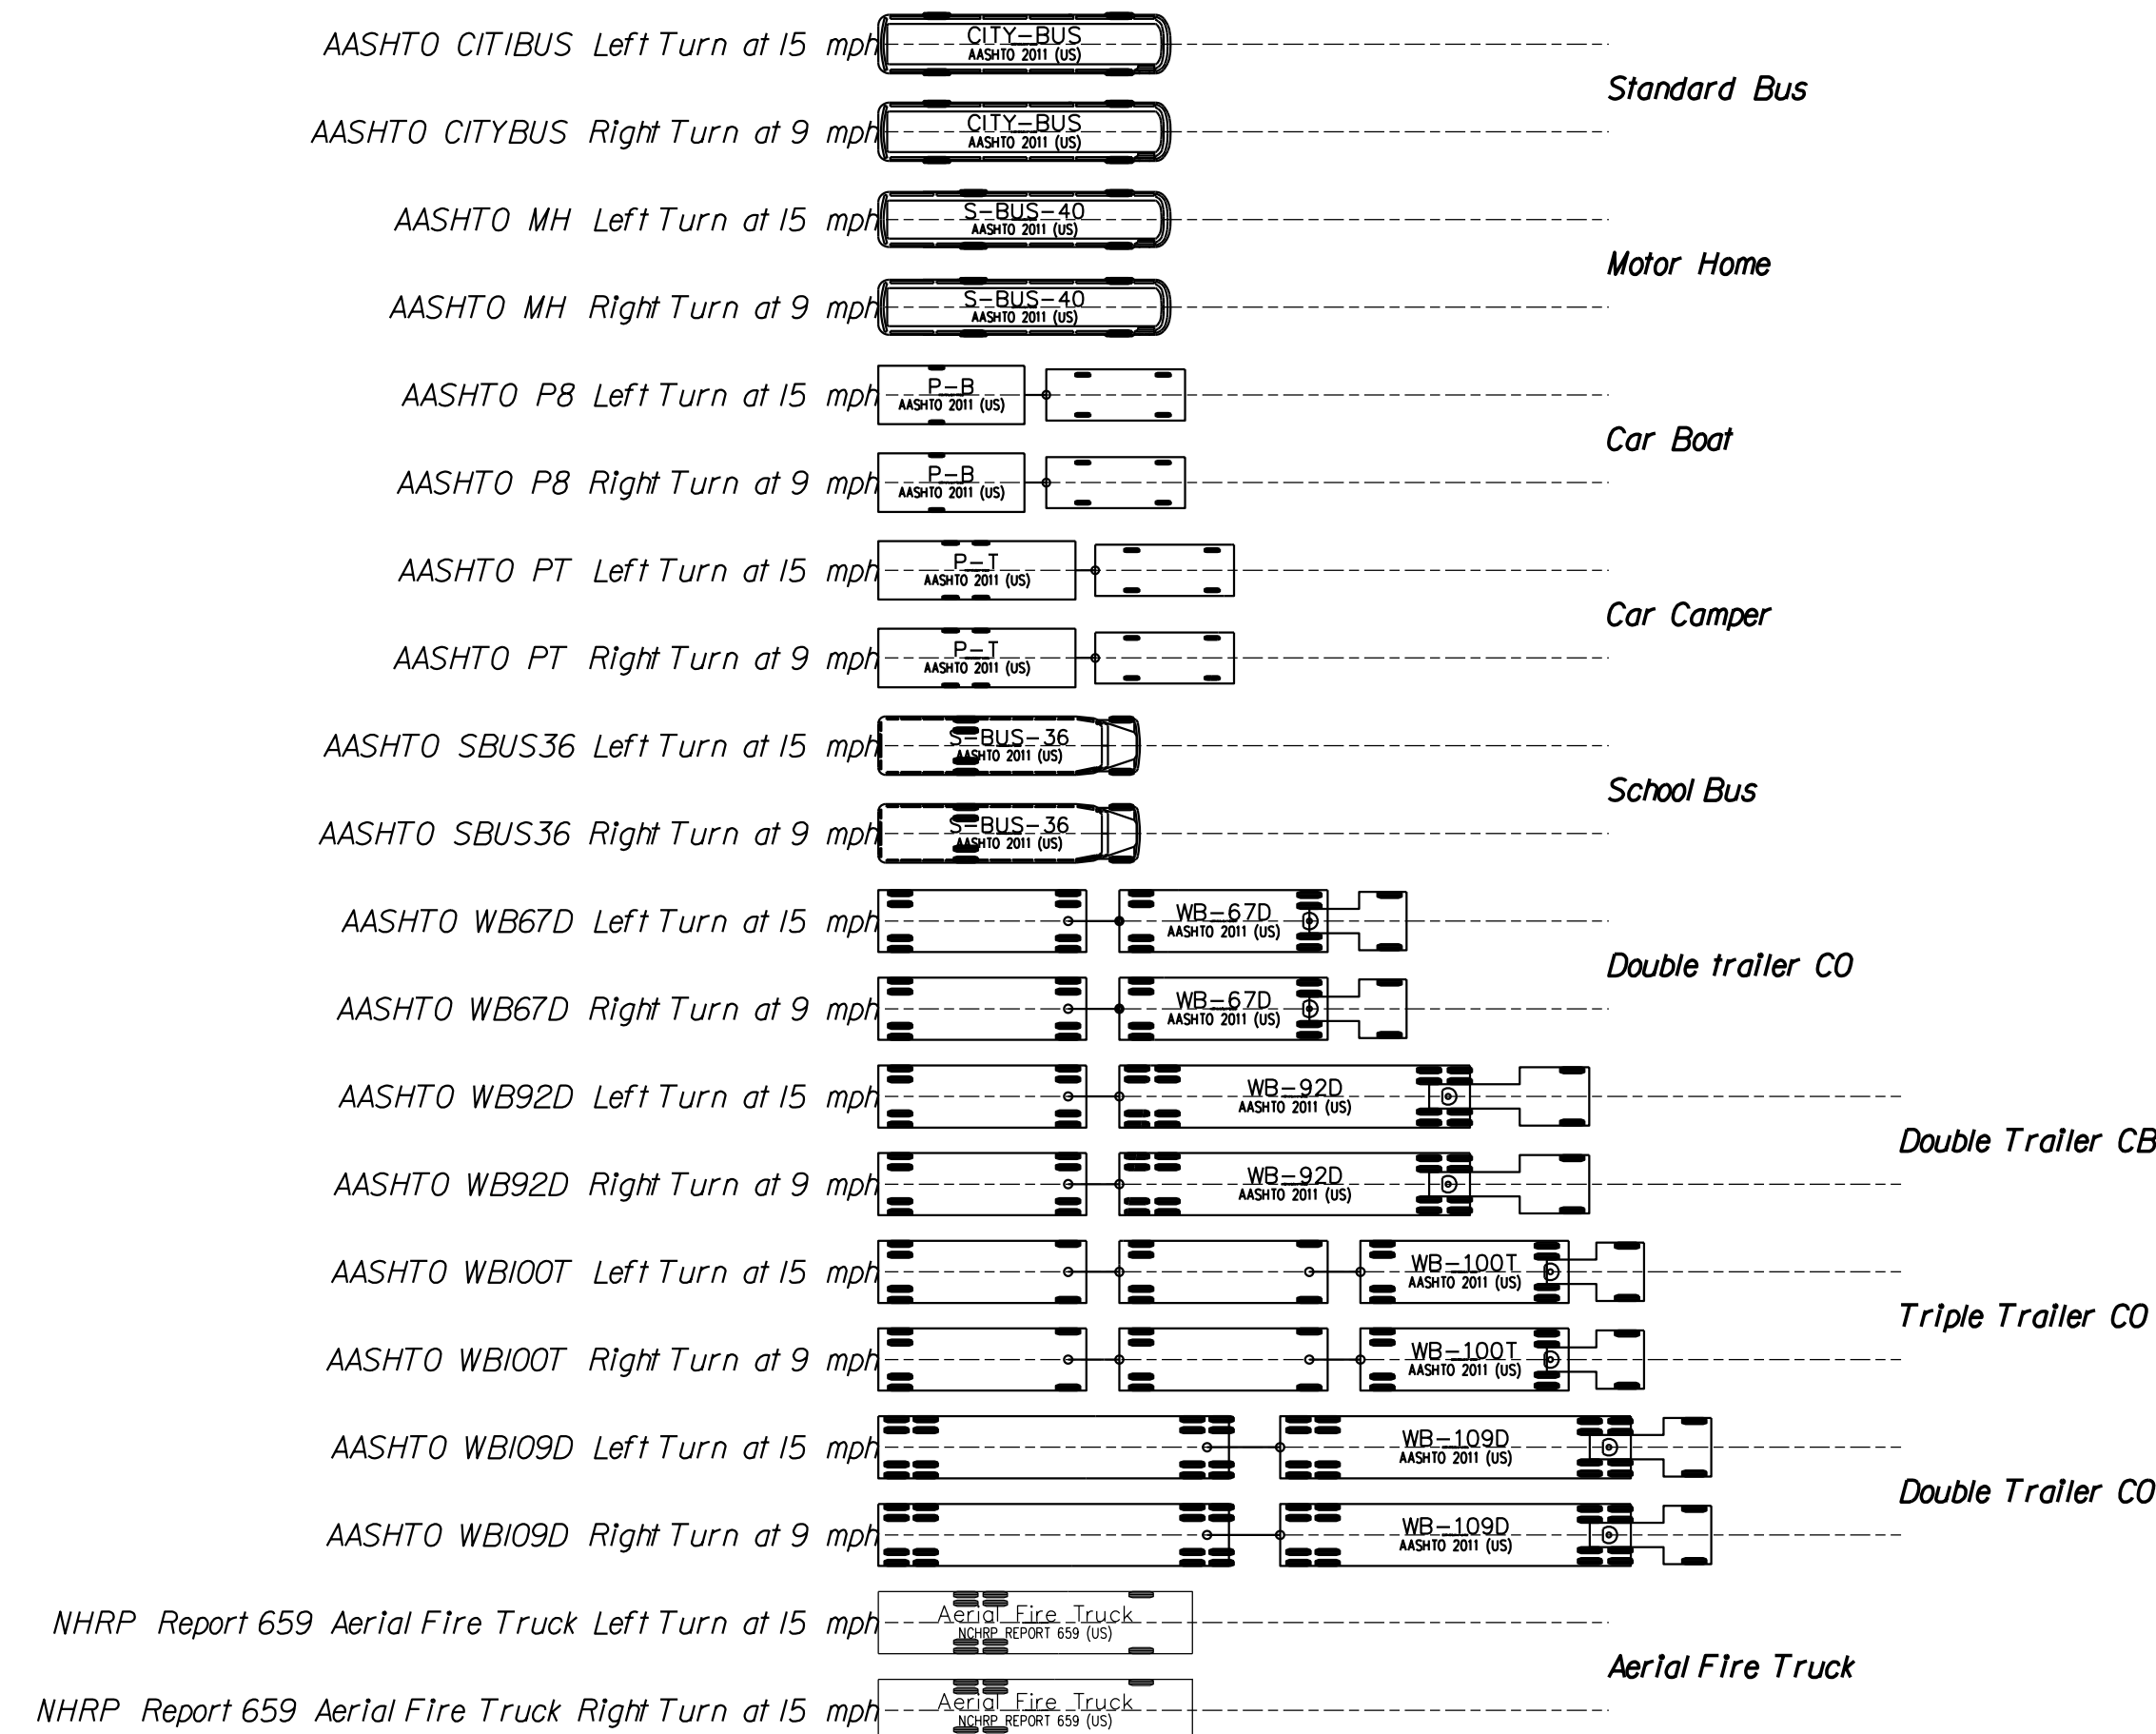 AASHTO CITIBUS Left Turn at 15 mph
CITY-BUS
AASHTO 2011 (US)
Standard Bus
AASHTO CITYBUS Right Turn at 9 mph
CITY-BUS
AASHTO 2011 (US)
AASHTO MH Left Turn at 15 mph
S-BUS-40
AASHTO 2011 (US)
Motor Home
AASHTO MH Right Turn at 9 mph
S-BUS-40
AASHTO 2011 (US)
AASHTO P8 Left Turn at 15 mph
P-B
AASHTO 2011 (US)
Car Boat
AASHTO P8 Right Turn at 9 mph
P-B
AASHTO 2011 (US)
AASHTO PT Left Turn at 15 mph
P-T
AASHTO 2011 (US)
Car Camper
AASHTO PT Right Turn at 9 mph
P-T
AASHTO 2011 (US)
AASHTO SBUS36 Left Turn at 15 mph
S-BUS-36
AASHTO 2011 (US)
School Bus
AASHTO SBUS36 Right Turn at 9 mph
S-BUS-36
AASHTO 2011 (US)
AASHTO WB67D Left Turn at 15 mph
WB-67D
AASHTO 2011 (US)
Double trailer CO
AASHTO WB67D Right Turn at 9 mph
WB-67D
AASHTO 2011 (US)
AASHTO WB92D Left Turn at 15 mph
WB-92D
AASHTO 2011 (US)
Double Trailer CB
AASHTO WB92D Right Turn at 9 mph
WB-92D
AASHTO 2011 (US)
AASHTO WB100T Left Turn at 15 mph
WB-100T
AASHTO 2011 (US)
Triple Trailer CO
AASHTO WB100T Right Turn at 9 mph
WB-100T
AASHTO 2011 (US)
AASHTO WB109D Left Turn at 15 mph
WB-109D
AASHTO 2011 (US)
Double Trailer CO
AASHTO WB109D Right Turn at 9 mph
WB-109D
AASHTO 2011 (US)
NHRP Report 659 Aerial Fire Truck Left Turn at 15 mph
Aerial Fire Truck
NCHRP REPORT 659 (US)
Aerial Fire Truck
NHRP Report 659 Aerial Fire Truck Right Turn at 15 mph
Aerial Fire Truck
NCHRP REPORT 659 (US)